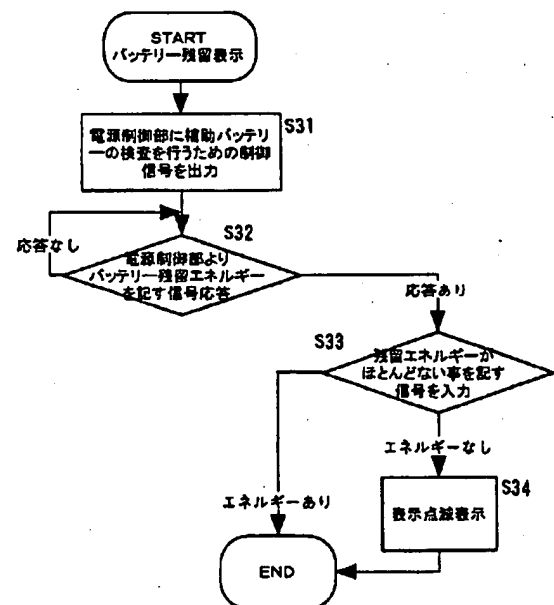 START
バッテリー残留表示
S31
電源制御部に補助バッテリ
ーの検査を行うための制御
信号を出力
S32
応答なし
電源制御部より
バッテリー残留エネルギー
を記す信号応答
応答あり
S33
残留エネルギーが
ほとんどない事を記す
信号を入力
エネルギーなし
S34
エネルギーあり
表示点滅表示
END